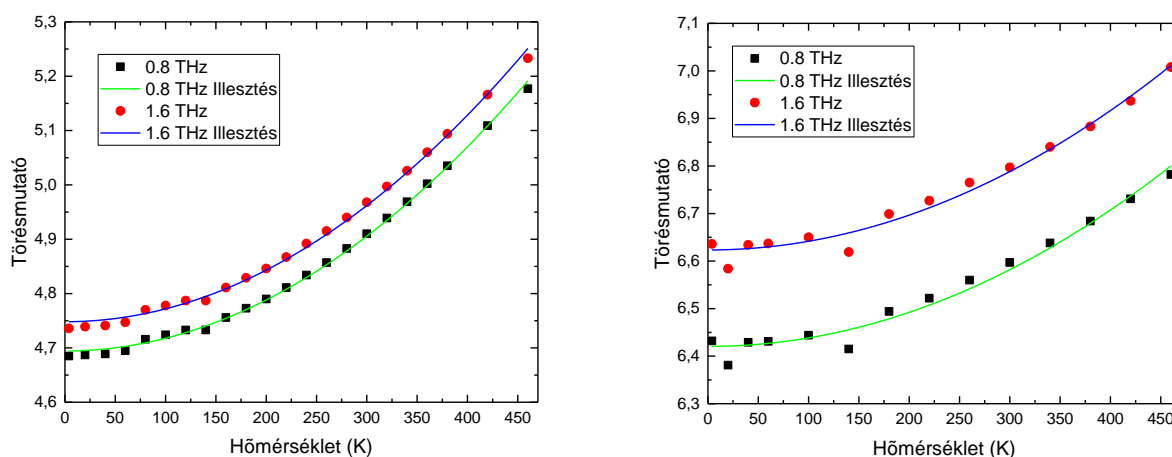 5,3
5,2
5,1
5,0
4,9
4,8
4,7
4,6
Törésmutató
0.8 THz
0.8 THz Illesztés
1.6 THz
1.6 THz Illesztés
0 50 100 150 200 250 300 350 400 450
Hőmérséklet (K)
7,1
7,0
6,9
6,8
6,7
6,6
6,5
6,4
6,3
Törésmutató
0.8 THz
0.8 THz Illesztés
1.6 THz
1.6 THz Illesztés
0 50 100 150 200 250 300 350 400 450
Hőmérséklet (K)